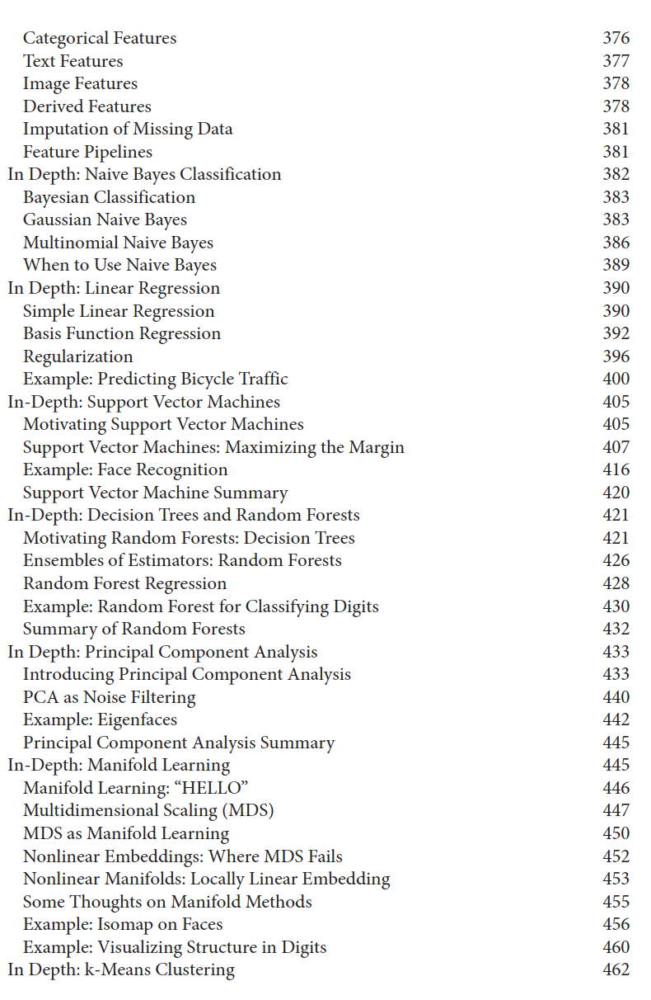 Categorical Features 376
Text Features 377
Image Features 378
Derived Features 378
Imputation of Missing Data 381
Feature Pipelines 381
In Depth: Naive Bayes Classification 382
Bayesian Classification 383
Gaussian Naive Bayes 383
Multinomial Naive Bayes 386
When to Use Naive Bayes 389
In Depth: Linear Regression 390
Simple Linear Regression 390
Basis Function Regression 392
Regularization 396
Example: Predicting Bicycle Traffic 400
In-Depth: Support Vector Machines 405
Motivating Support Vector Machines 405
Support Vector Machines: Maximizing the Margin 407
Example: Face Recognition 416
Support Vector Machine Summary 420
In-Depth: Decision Trees and Random Forests 421
Motivating Random Forests: Decision Trees 421
Ensembles of Estimators: Random Forests 426
Random Forest Regression 428
Example: Random Forest for Classifying Digits 430
Summary of Random Forests 432
In Depth: Principal Component Analysis 433
Introducing Principal Component Analysis 433
PCA as Noise Filtering 440
Example: Eigenfaces 442
Principal Component Analysis Summary 445
In-Depth: Manifold Learning 445
Manifold Learning: “HELLO” 446
Multidimensional Scaling (MDS) 447
MDS as Manifold Learning 450
Nonlinear Embeddings: Where MDS Fails 452
Nonlinear Manifolds: Locally Linear Embedding 453
Some Thoughts on Manifold Methods 455
Example: Isomap on Faces 456
Example: Visualizing Structure in Digits 460
In Depth: k-Means Clustering 462